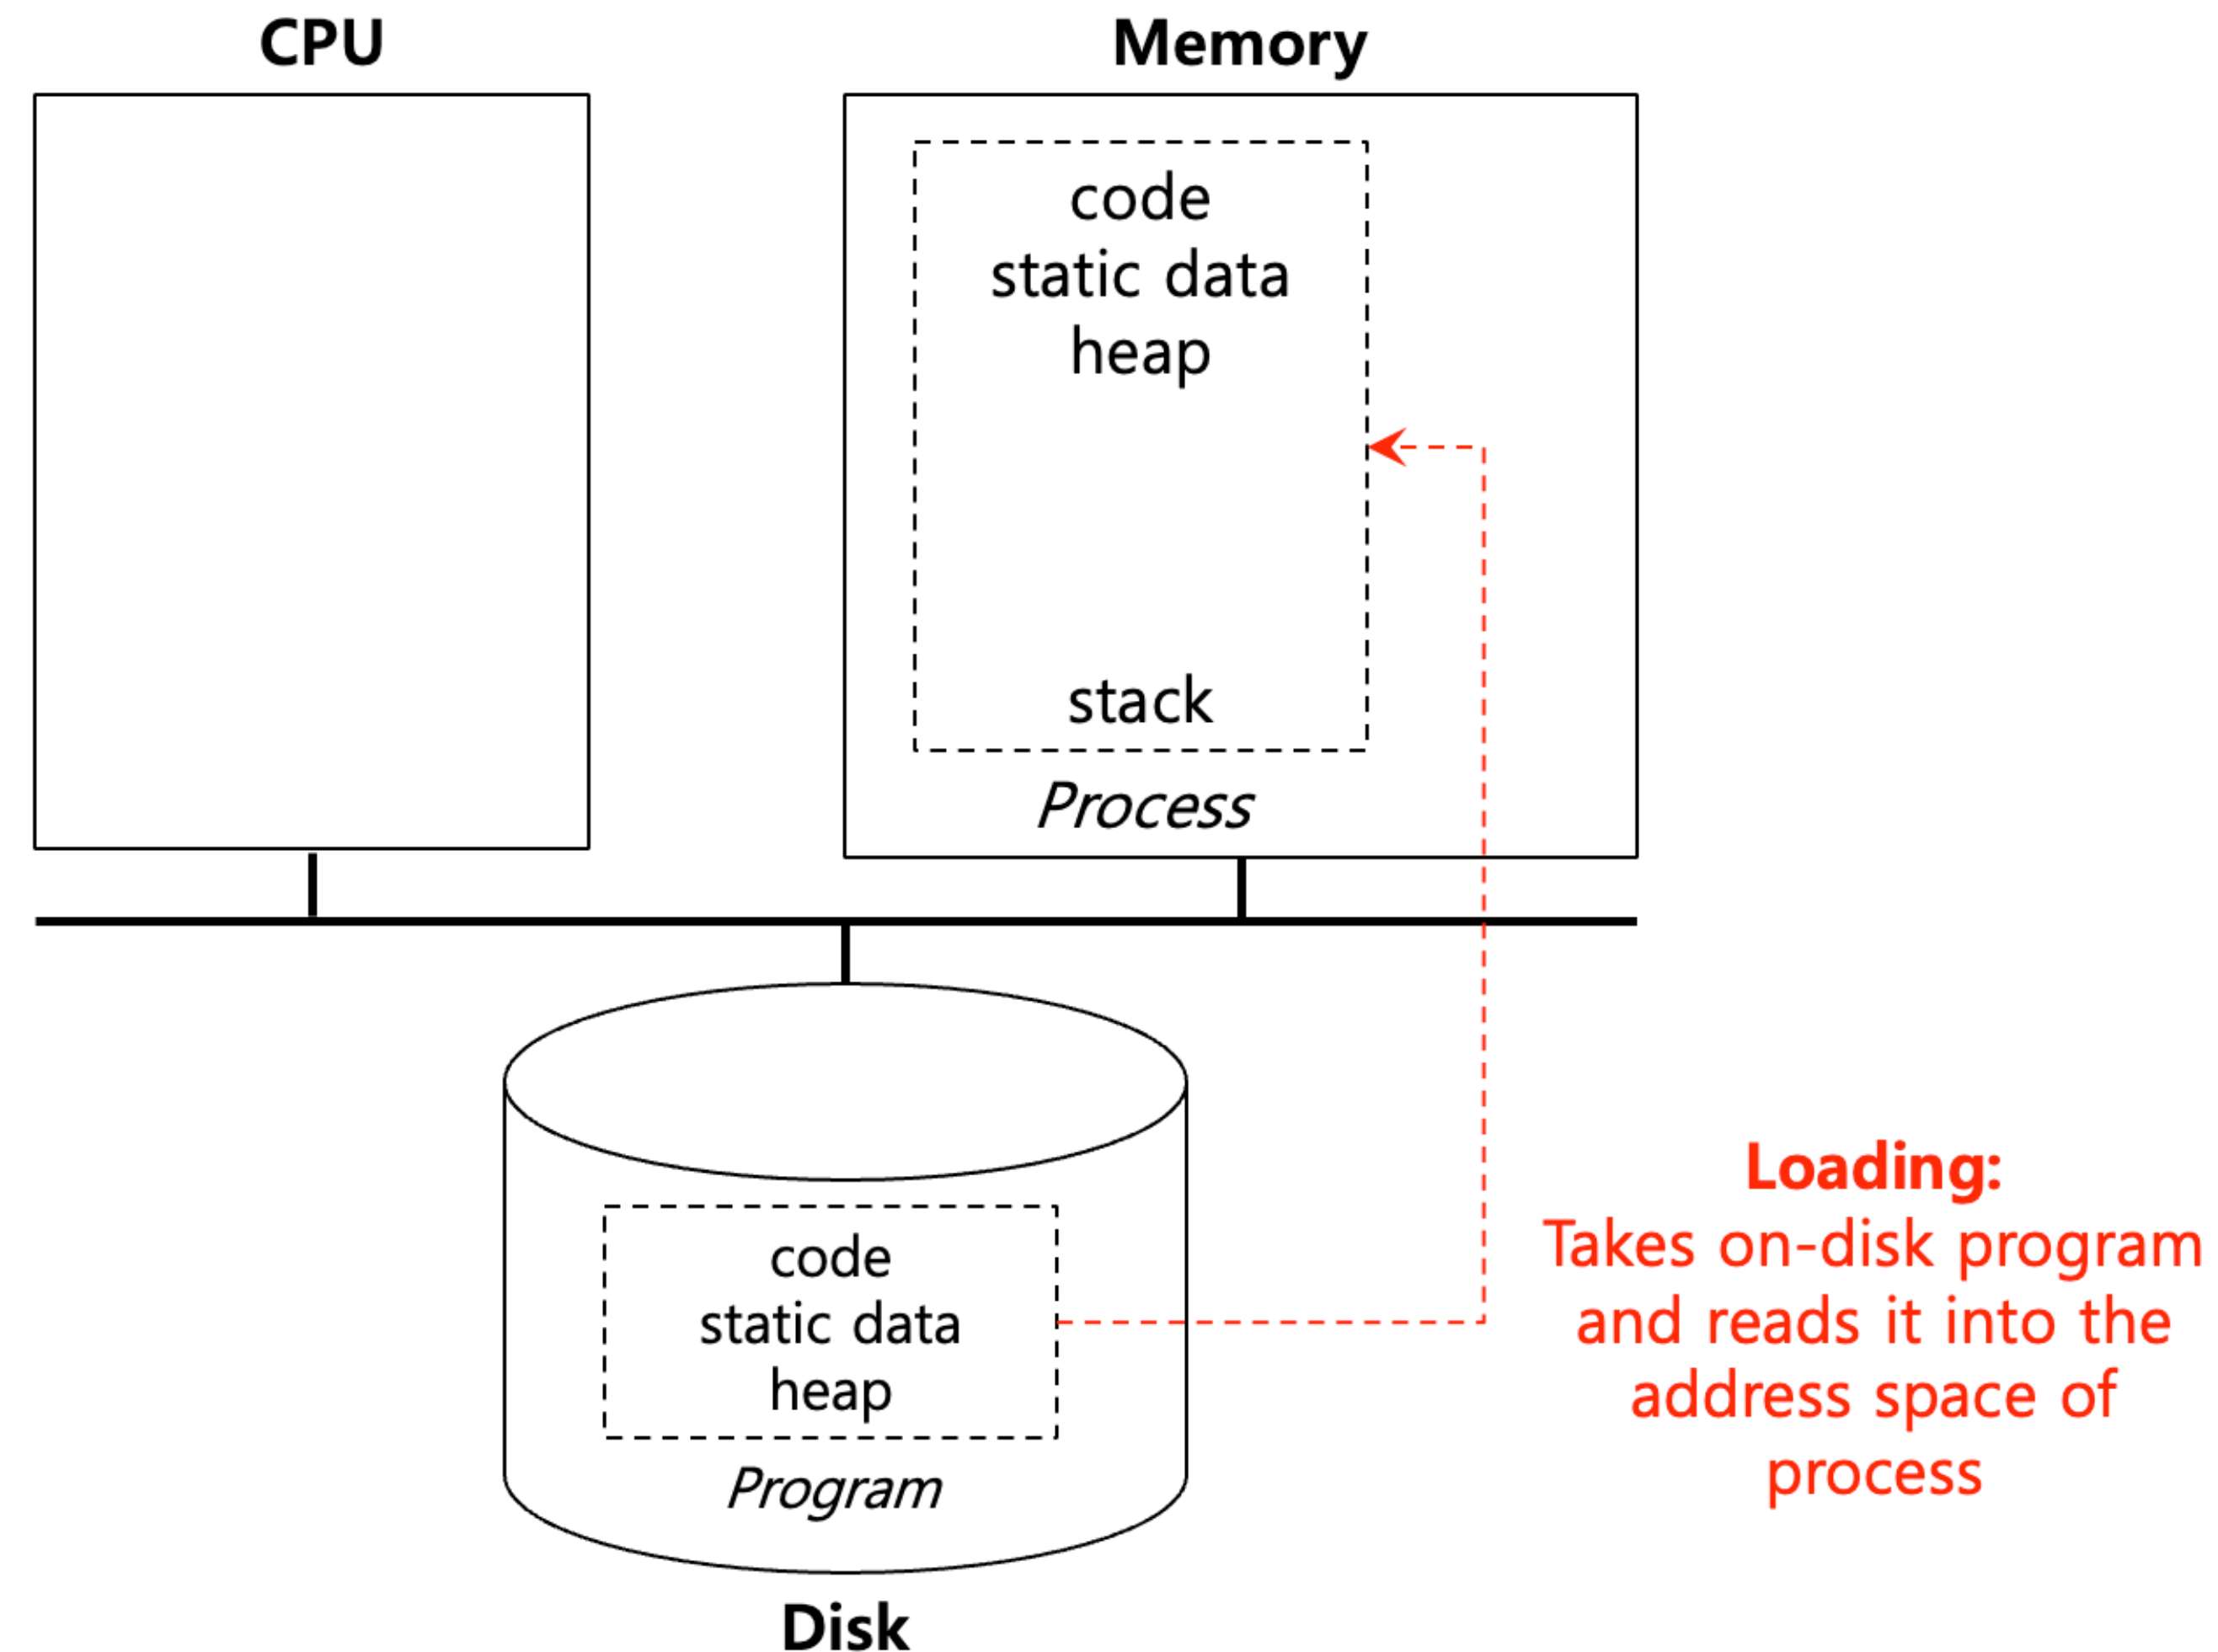 CPU
Memory
code
static data
heap
stack
Process
code
static data
heap
Program
Disk
Loading:
Takes on-disk program
and reads it into the
address space of
process